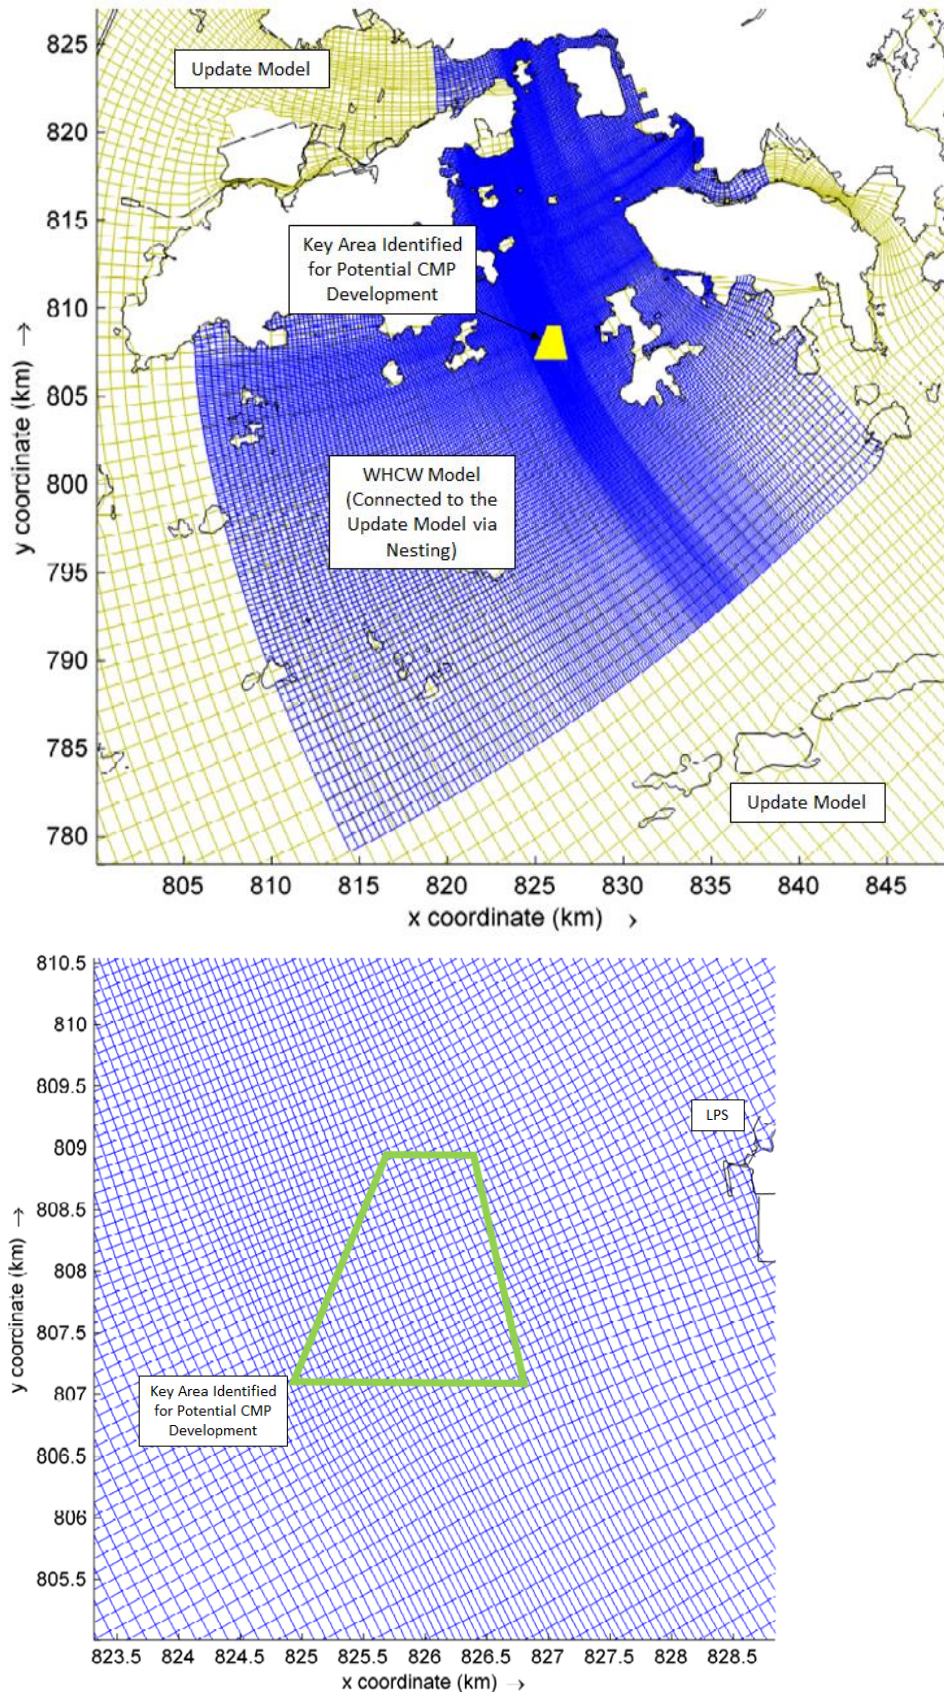 825
820
815
810
805
800
795
790
785
780
y coordinate (km) →
Update Model
Key Area Identified
for Potential CMP
Development
WHCW Model
(Connected to the
Update Model via
Nesting)
Update Model
805
810
815
820
825
830
835
840
845
x coordinate (km) →
810.5
810
809.5
809
808.5
808
807.5
807
806.5
806
805.5
y coordinate (km) →
LPS
Key Area Identified
for Potential CMP
Development
823.5
824
824.5
825
825.5
826
826.5
827
827.5
828
828.5
x coordinate (km) →